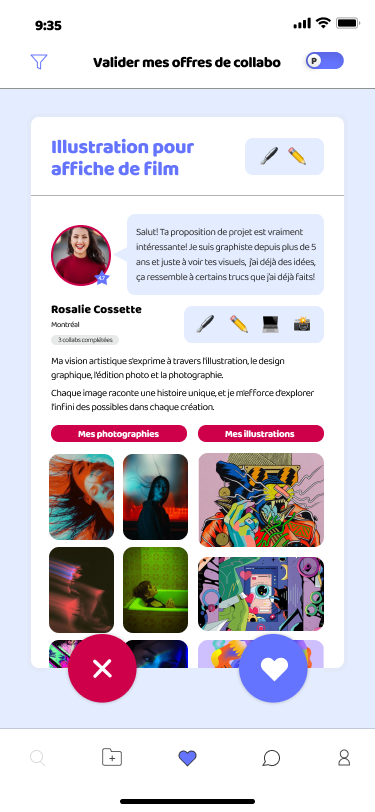 9:35
Valider mes offres de collabo
P
Illustration pour
affiche de film
Salut! Ta proposition de projet est vraiment
intéressante! Je suis graphiste depuis plus de 5
ans et juste à voir tes visuels, j'ai déjà des idées,
ça ressemble à certains trucs que j'ai déjà faits!
Rosalie Cossette
Montréal
3 collabs complétées
Ma vision artistique s'exprime à travers l'illustration, le design
graphique, l'édition photo et la photographie.
Chaque image raconte une histoire unique, et je m'efforce d'explorer
l'infini des possibles dans chaque création.
Mes photographies
Mes illustrations